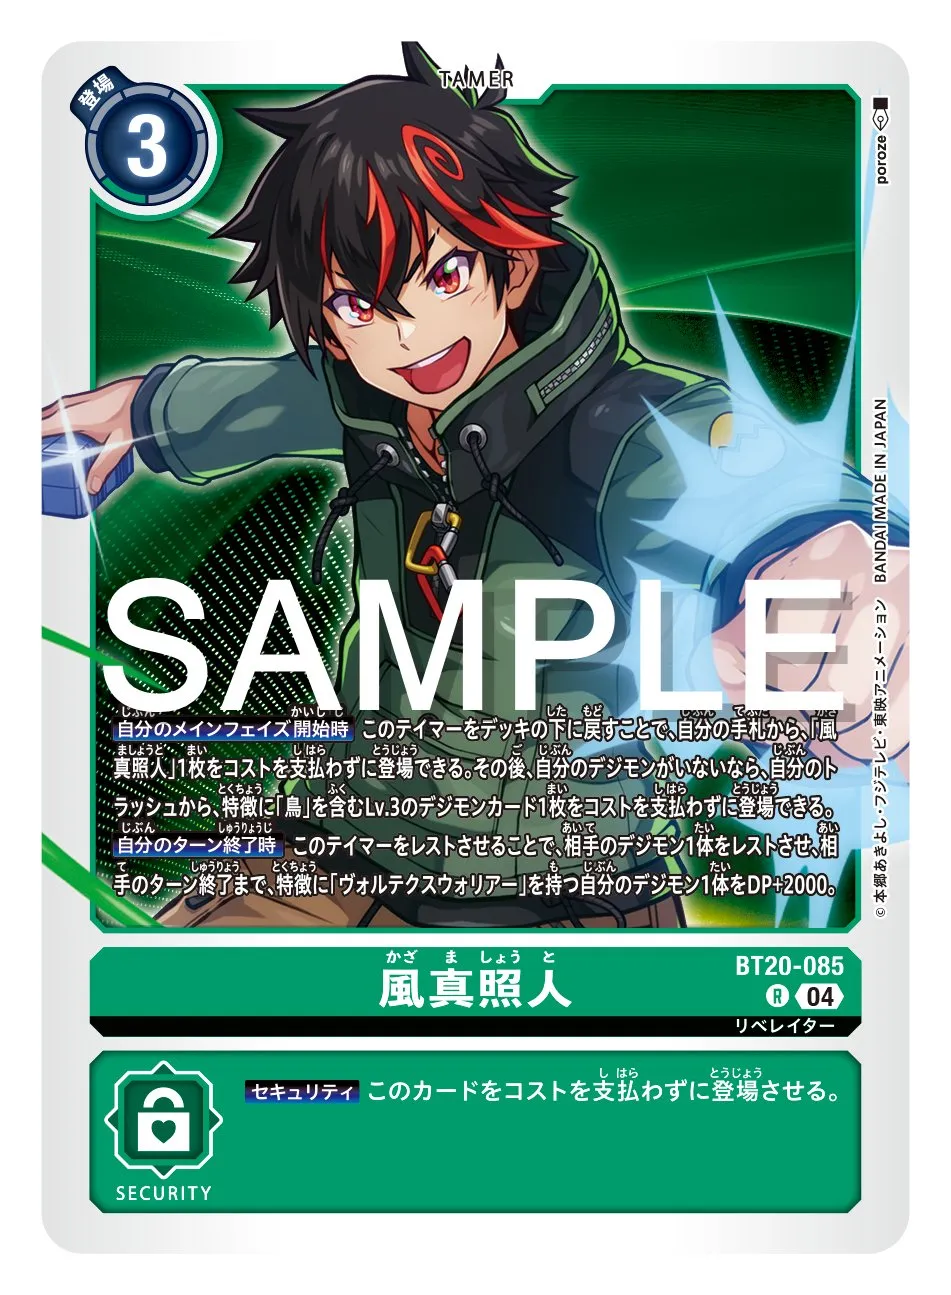 TAMER
登場
3
poroze
SAMPLE
自分のメインフェイズ開始時 このテイマーをデッキの下に戻すことで、自分の手札から、「風
真照人」1枚をコストを支払わずに登場できる。その後、自分のデジモンがいないなら、自分のト
ラッシュから、特徴に「鳥」を含むLv.3のデジモンカード1枚をコストを支払わずに登場できる。
自分のターン終了時 このテイマーをレストさせることで、相手のデジモン1体をレストさせ、相
手のターン終了まで、特徴に「ヴォルテクスウォリアー」を持つ自分のデジモン1体をDP+2000。
©本郷あきよし・フジテレビ・東映アニメーション BANDAI MADE IN JAPAN
かざ ま しょう と
風真照人
BT20-085
R 04
リベレイター
セキュリティ このカードをコストを支払わずに登場させる。
SECURITY